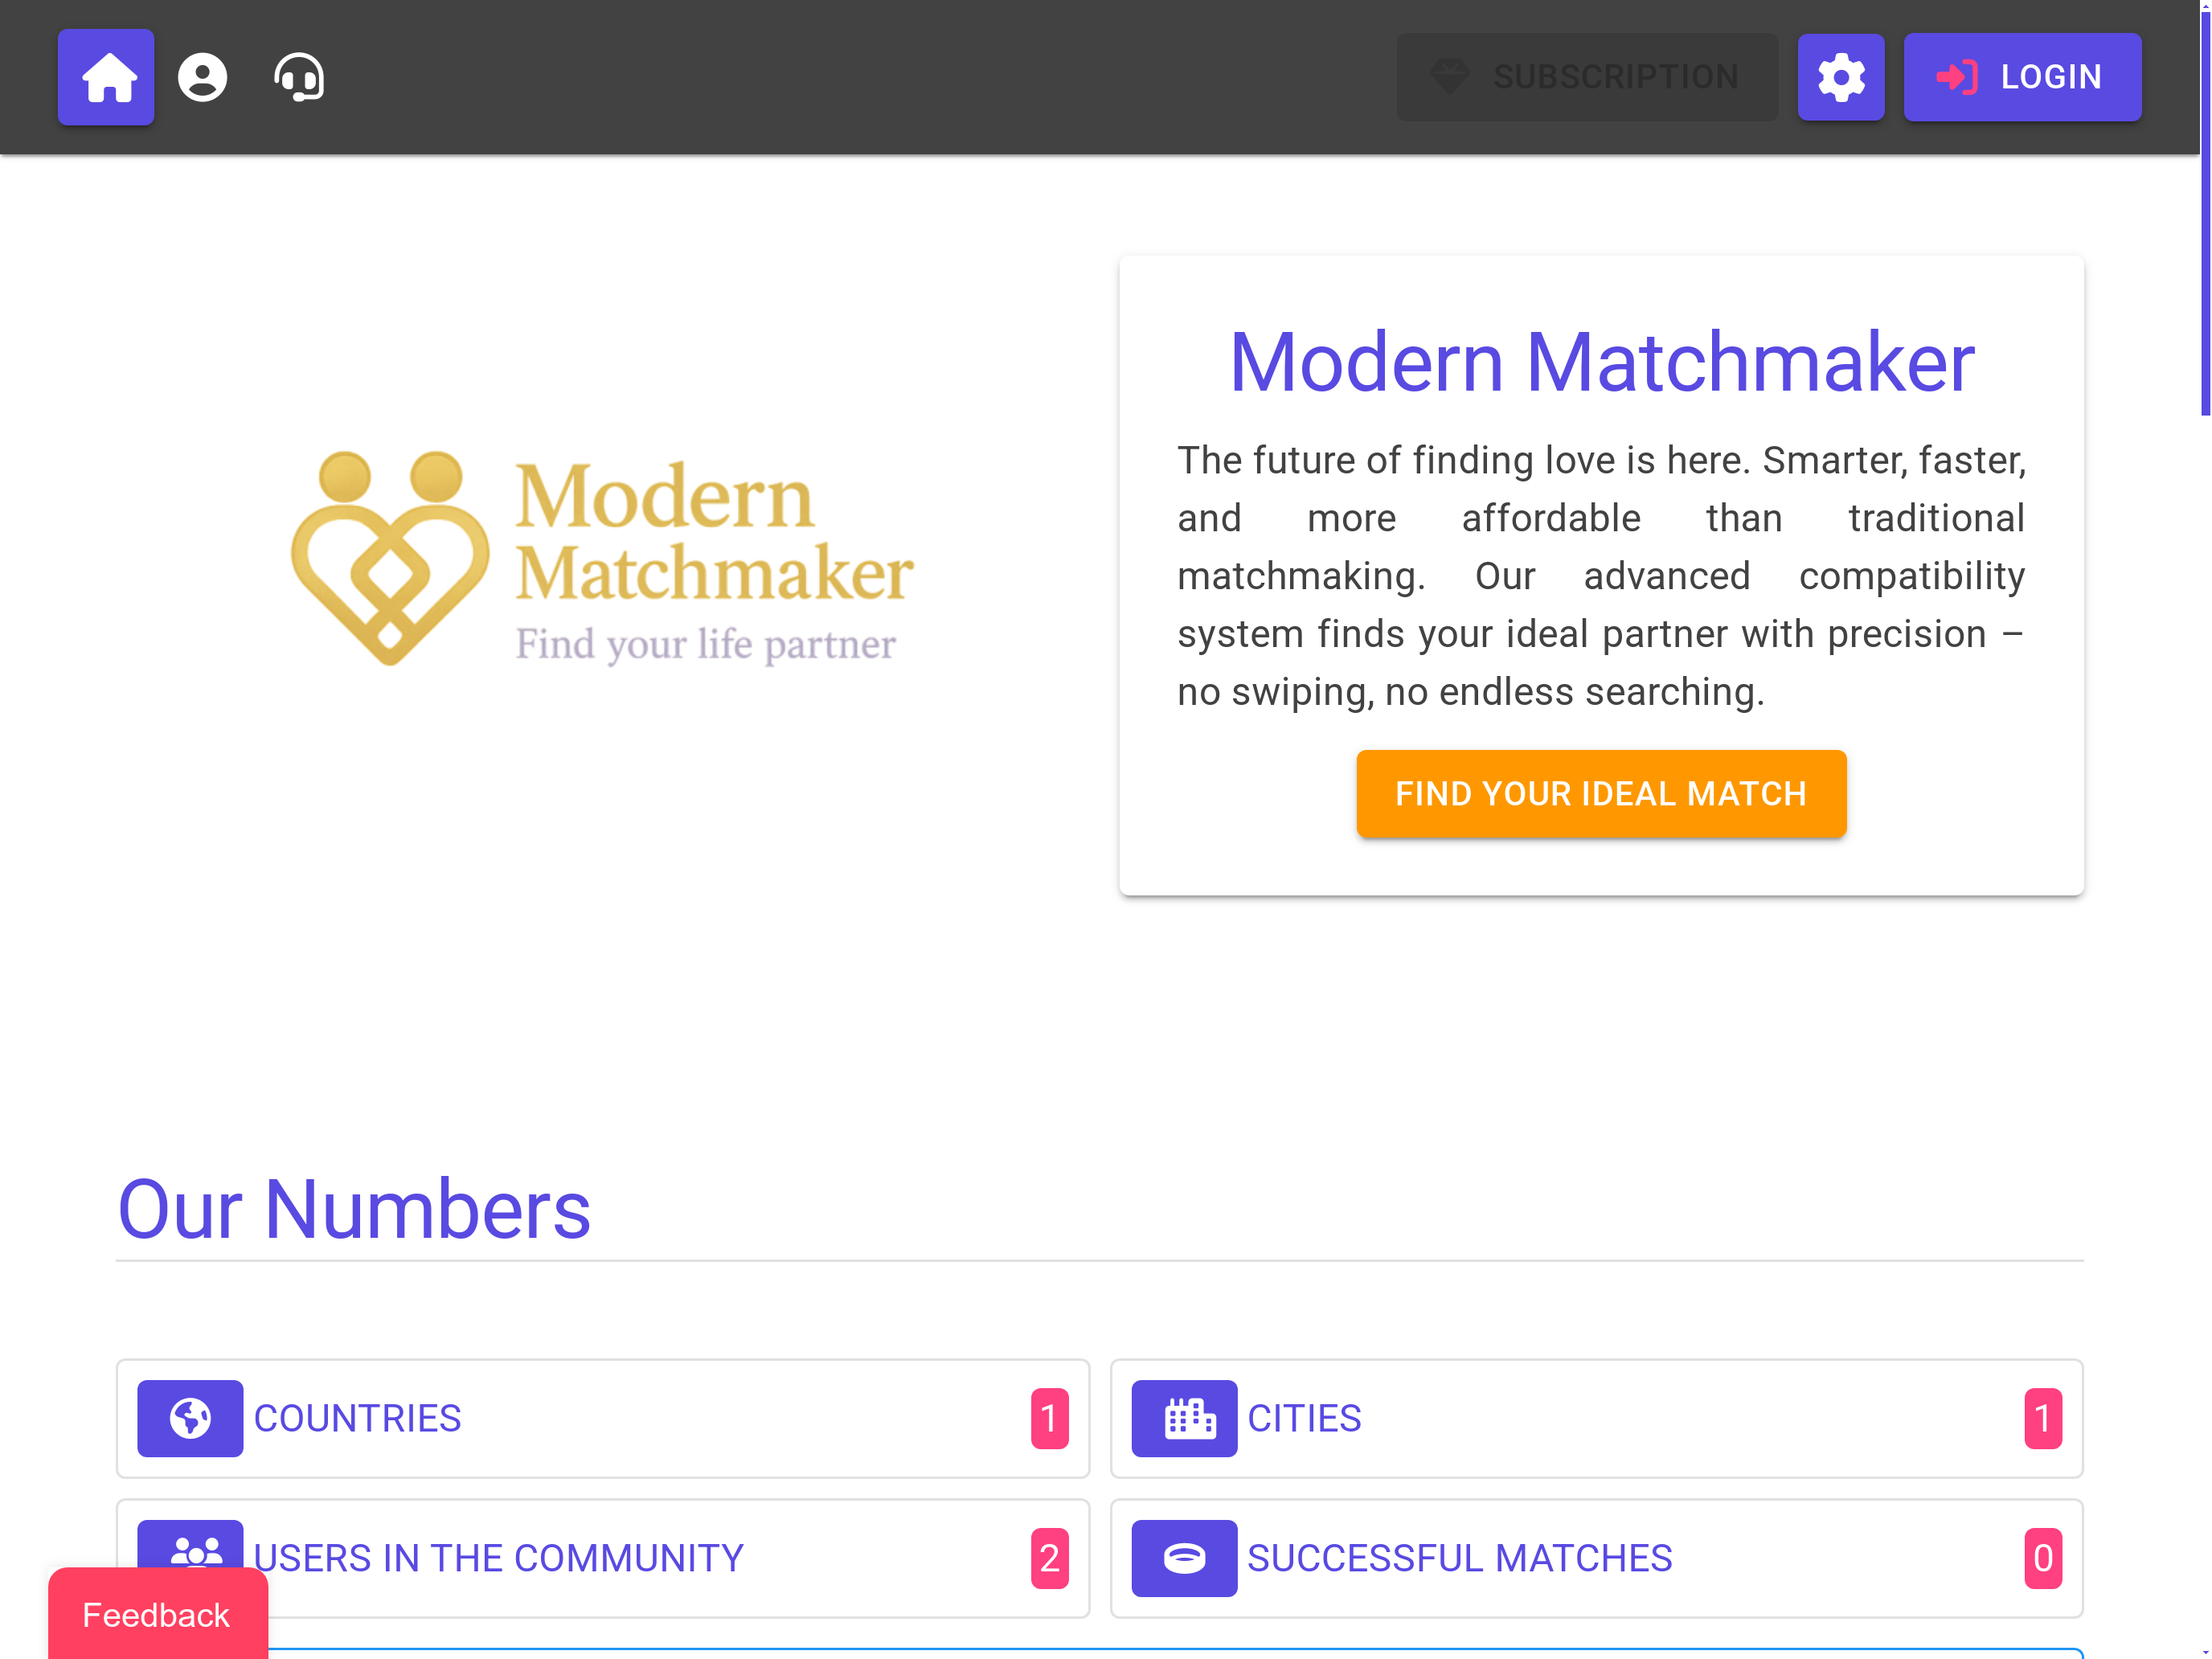 SUBSCRIPTION
LOGIN
Modern
Matchmaker
Find your life partner
Modern Matchmaker
The future of finding love is here. Smarter, faster,
and more affordable than traditional
matchmaking. Our advanced compatibility
system finds your ideal partner with precision –
no swiping, no endless searching.
FIND YOUR IDEAL MATCH
Our Numbers
COUNTRIES 1
CITIES 1
USERS IN THE COMMUNITY 2
SUCCESSFUL MATCHES 0
Feedback